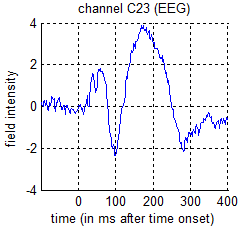 channel C23 (EEG)
4
2
0
-2
-4
field intensity
0 100 200 300 400
time (in ms after time onset)